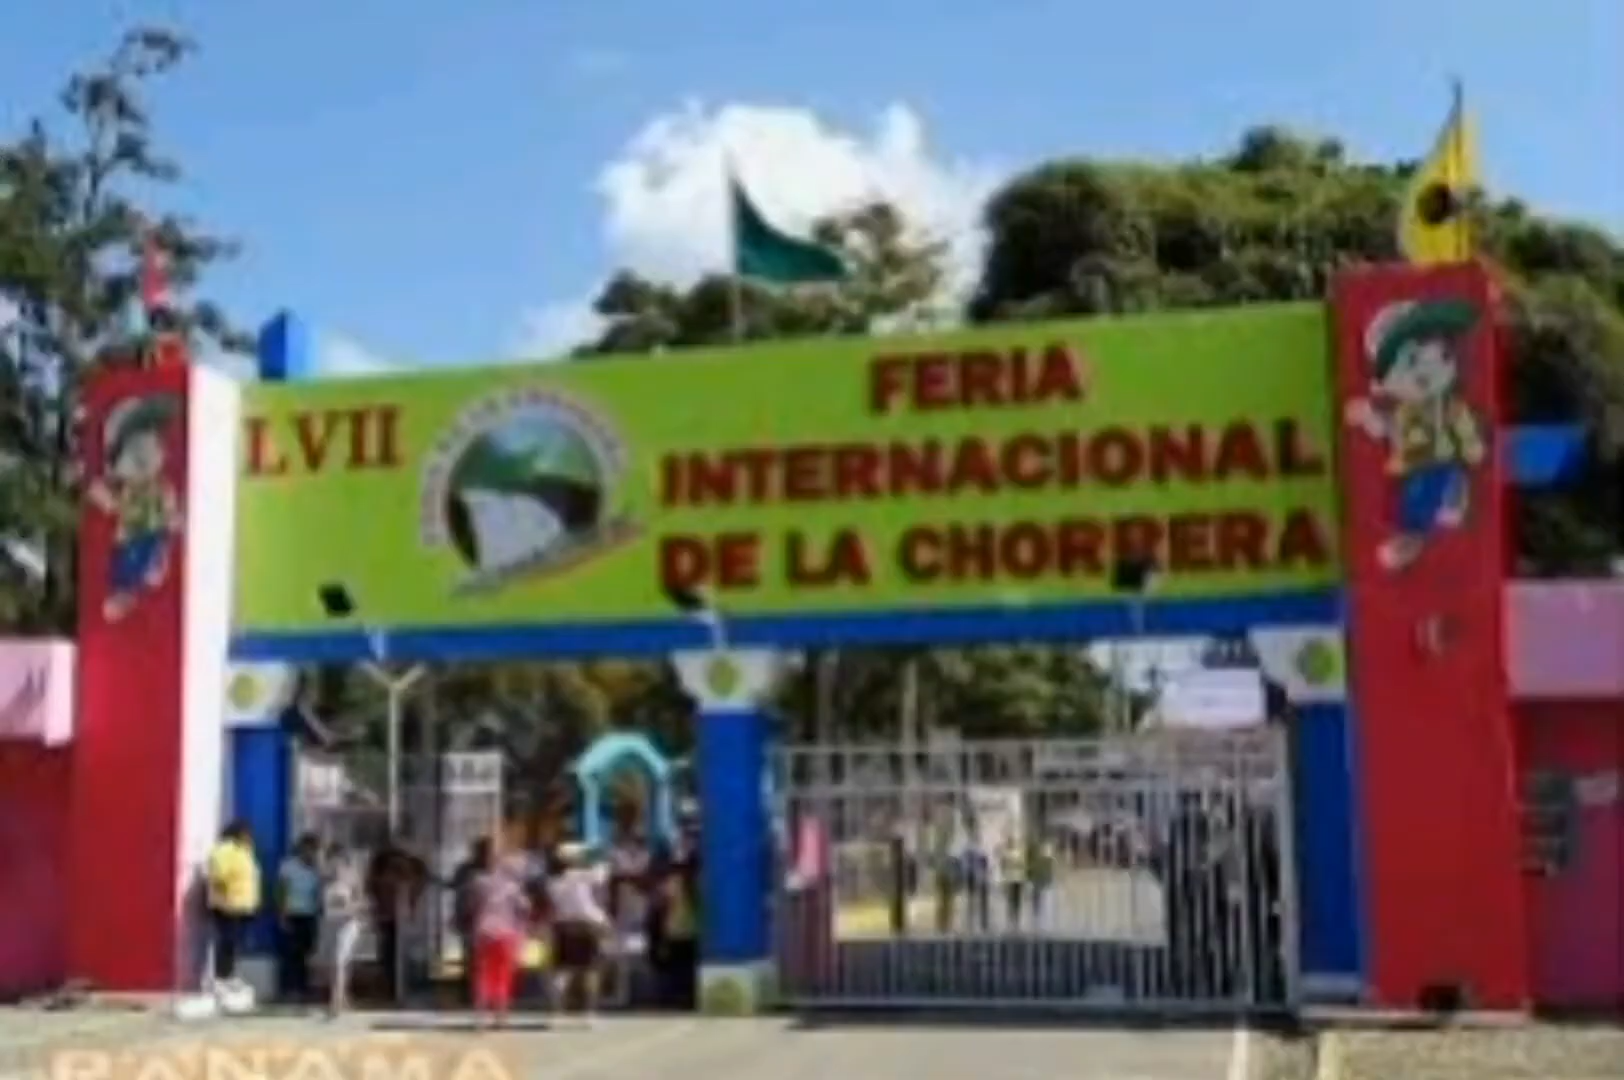 LVII
FERIA
INTERNACIONAL
DE LA CHORRERA
PANAMA